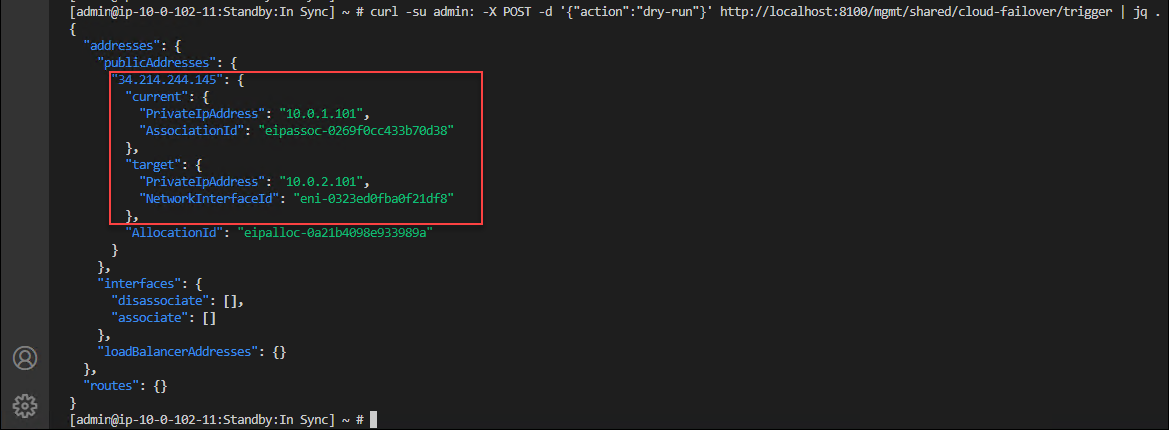 [admin@ip-10-0-102-11:Standby:In Sync] ~ # curl -su admin: -X POST -d '{"action":"dry-run"}' http://localhost:8100/mgmt/shared/cloud-failover/trigger | jq .
{
  "addresses": {
    "publicAddresses": {
      "34.214.244.145": {
        "current": {
          "PrivateIpAddress": "10.0.1.101",
          "AssociationId": "eipassoc-0269f0cc433b70d38"
        },
        "target": {
          "PrivateIpAddress": "10.0.2.101",
          "NetworkInterfaceId": "eni-0323ed0fba0f21df8"
        },
        "AllocationId": "eipalloc-0a21b4098e933989a"
      }
    },
    "interfaces": {
      "disassociate": [],
      "associate": []
    },
    "loadBalancerAddresses": {}
  },
  "routes": {}
}
[admin@ip-10-0-102-11:Standby:In Sync] ~ #